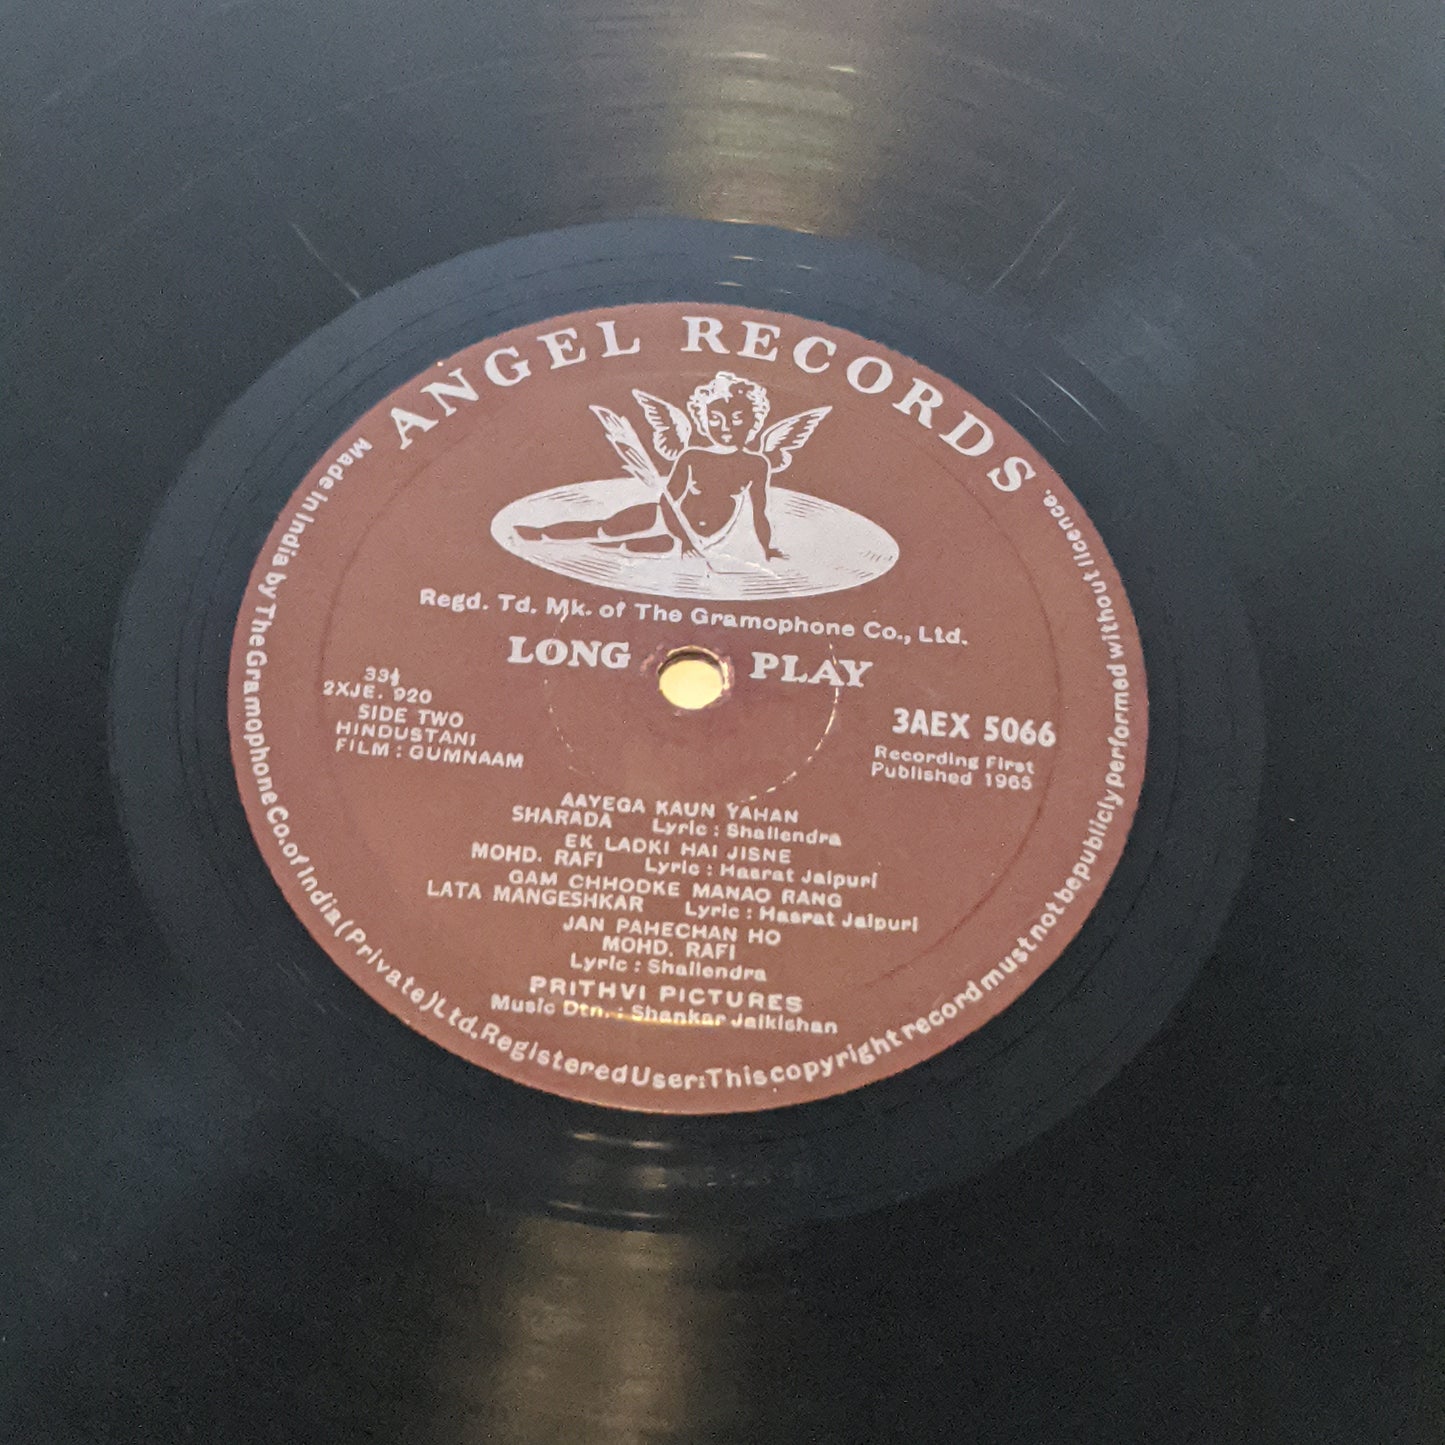 ANGEL RECORDS
Regd. Td. Mk. of The Gramophone Co., Ltd.
LONG PLAY
33⅓
2XJE. 920
SIDE TWO
HINDUSTANI
FILM : GUMNAAM
3AEX 5066
Recording First
Published 1965
AAYEGA KAUN YAHAN
SHARADA Lyric : Shailendra
EK LADKI HAI JISNE
MOHD. RAFI Lyric : Hasrat Jaipuri
GAM CHHODKE MANAO RANG
LATA MANGESHKAR Lyric : Hasrat Jaipuri
JAN PAHECHAN HO
MOHD. RAFI
Lyric : Shailendra
PRITHVI PICTURES
Music Dtn. : Shankar Jaikishan
Made in India by The Gramophone Co. of India (Private) Ltd. Registered User: This copyright record must not be publicly performed without licence.